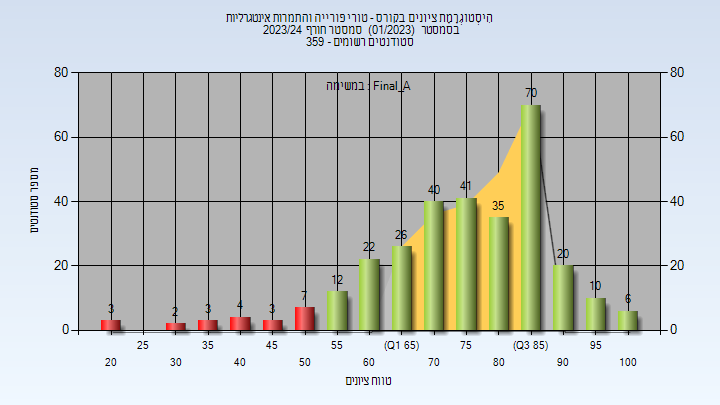 היסטוגרמת ציונים בקורס - טורי פורייה והתמרות אינטגרליות
בסמסטר (01/2023) סמסטר חורף 2023/24
סטודנטים רשומים - 359
במשימה : Final_A
80 80
60 60
40 40
20 20
0 0
מספר סטודנטים
3 2 3 4 3 7 12 22 26 40 41 35 70 20 10 6
25 35 45 55 (Q1 65) 75 (Q3 85) 95
20 30 40 50 60 70 80 90 100
טווח ציונים